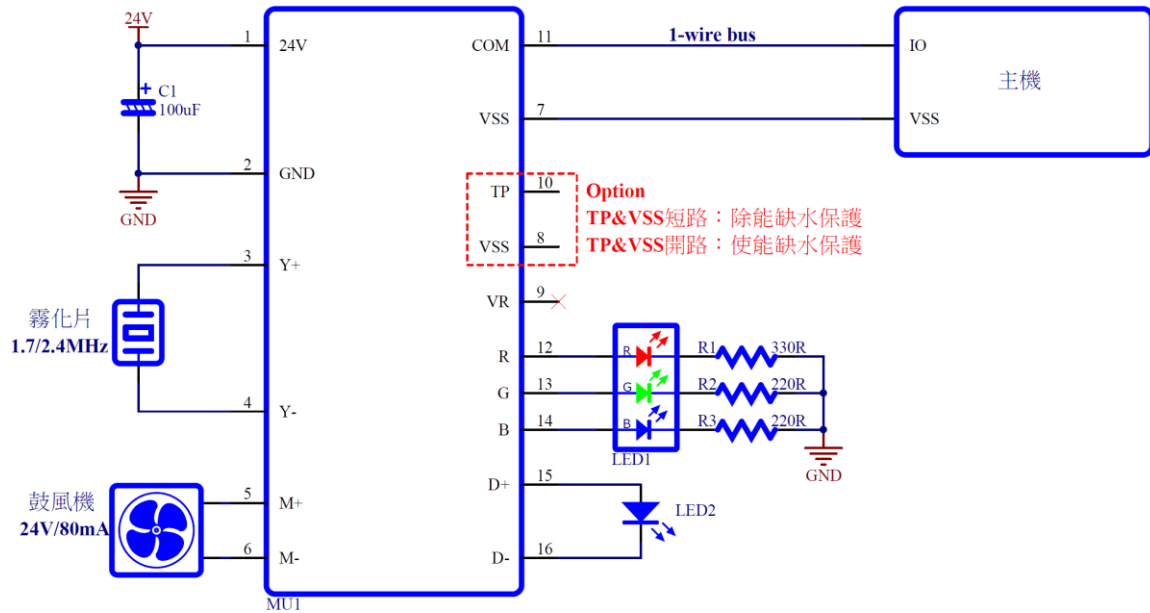 24V
1
24V
+
C1
100uF
2
GND
GND
3
Y+
霧化片
1.7/2.4MHz
4
Y-
鼓風機
24V/80mA
5
M+
6
M-
MU1
COM
11
1-wire bus
IO
主機
VSS
7
VSS
TP
10
Option
TP&VSS短路：除能缺水保護
VSS
8
TP&VSS開路：使能缺水保護
VR
9
R
12
R
R1
330R
G
13
G
R2
220R
B
14
B
R3
220R
LED1
GND
D+
15
LED2
D-
16